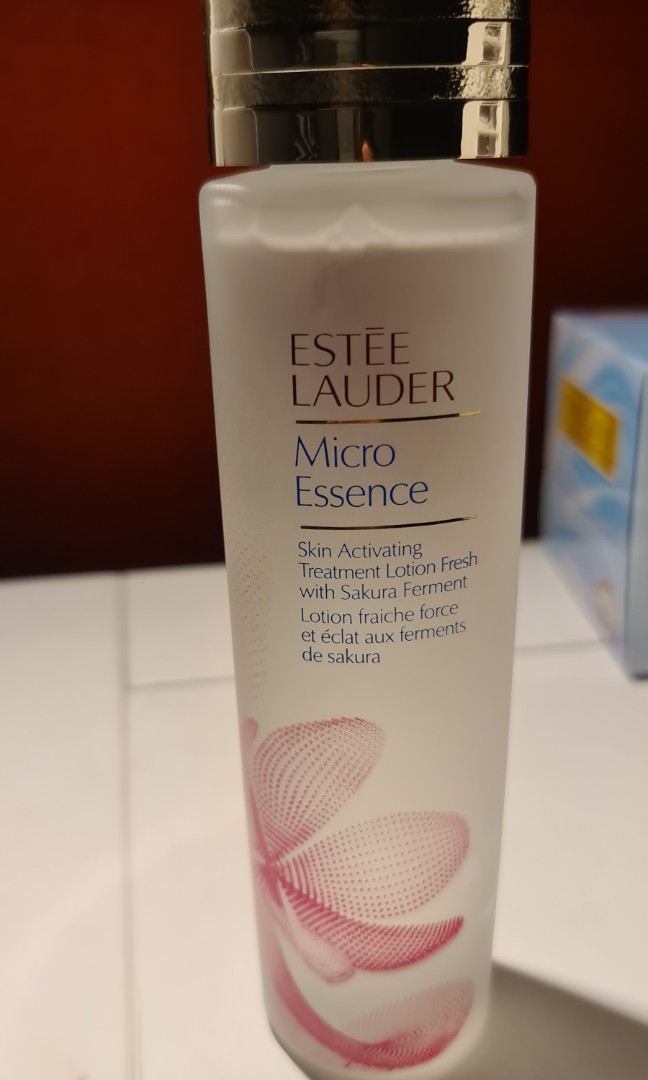 ESTĒE
LAUDER
Micro
Essence
Skin Activating
Treatment Lotion Fresh
with Sakura Ferment
Lotion fraiche force
et éclat aux ferments
de sakura